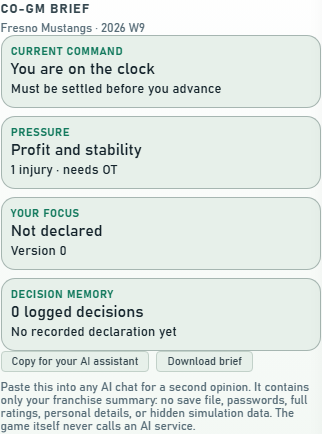 CO-GM BRIEF
Fresno Mustangs · 2026 W9
CURRENT COMMAND
You are on the clock
Must be settled before you advance
PRESSURE
Profit and stability
1 injury · needs OT
YOUR FOCUS
Not declared
Version 0
DECISION MEMORY
0 logged decisions
No recorded declaration yet
Copy for your AI assistant
Download brief
Paste this into any AI chat for a second opinion. It contains
only your franchise summary: no save file, passwords, full
ratings, personal details, or hidden simulation data. The
game itself never calls an AI service.